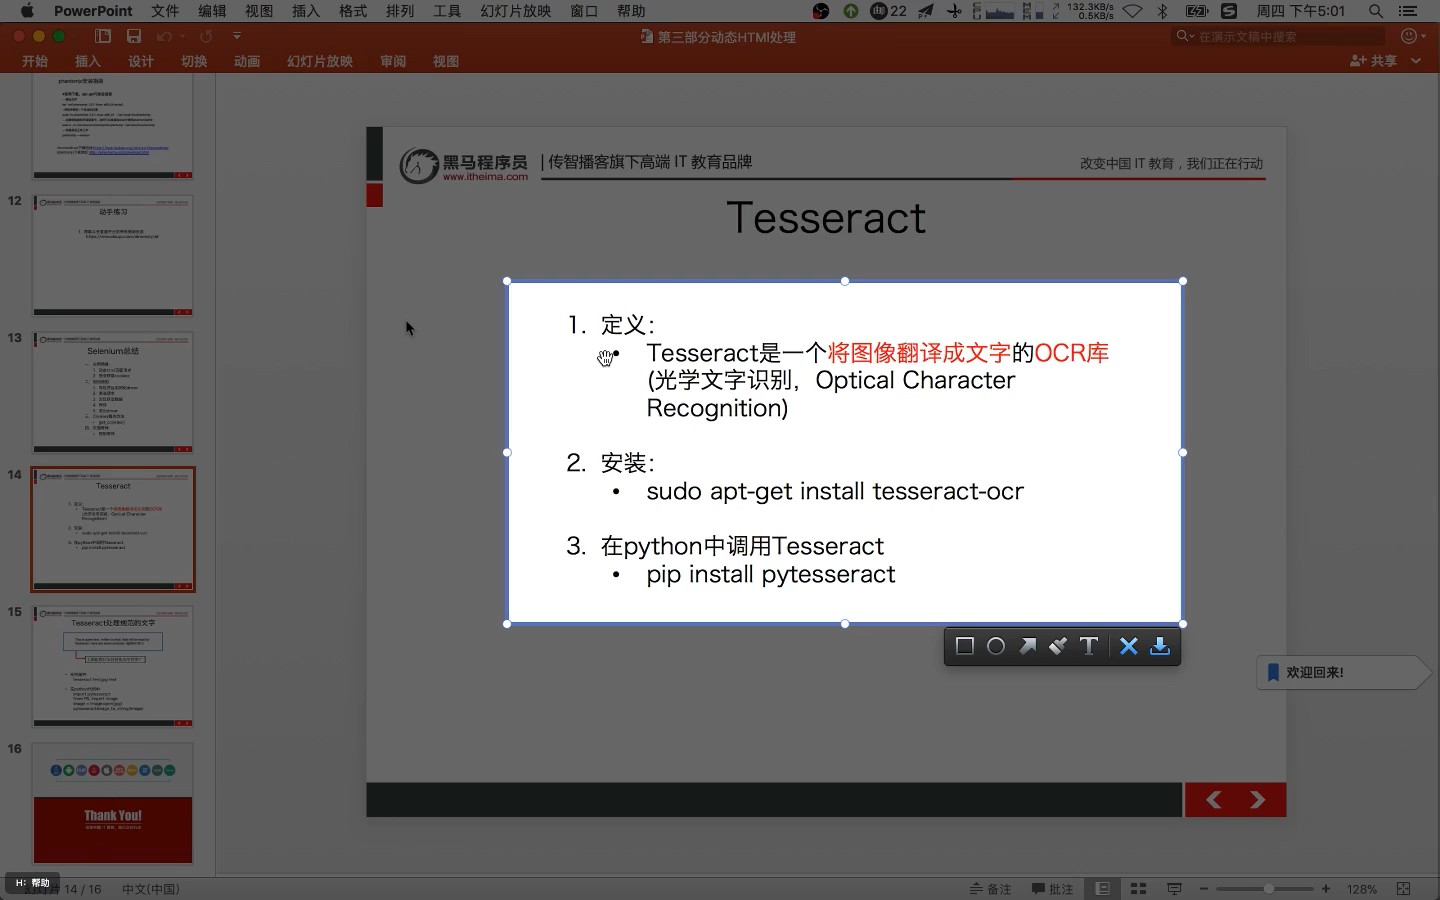 PowerPoint 文件 编辑 视图 插入 格式 排列 工具 幻灯片放映 窗口 帮助
22
132.3KB/s
0.5KB/s
周四 下午5:01
第三部分动态HTMl处理
在演示文稿中搜索
开始 插入 设计 切换 动画 幻灯片放映 审阅 视图
共享
12
动手练习
13
Selenium总结
14
Tesseract
15
Tesseract处理规范的文字
16
Thank You!
黑马程序员
www.itheima.com
传智播客旗下高端 IT 教育品牌
改变中国 IT 教育，我们正在行动
Tesseract
1. 定义：
Tesseract是一个将图像翻译成文字的OCR库
(光学文字识别，Optical Character
Recognition)
2. 安装：
• sudo apt-get install tesseract-ocr
3. 在python中调用Tesseract
• pip install pytesseract
T
欢迎回来!
H: 帮助
14 / 16
中文(中国)
备注
批注
128%